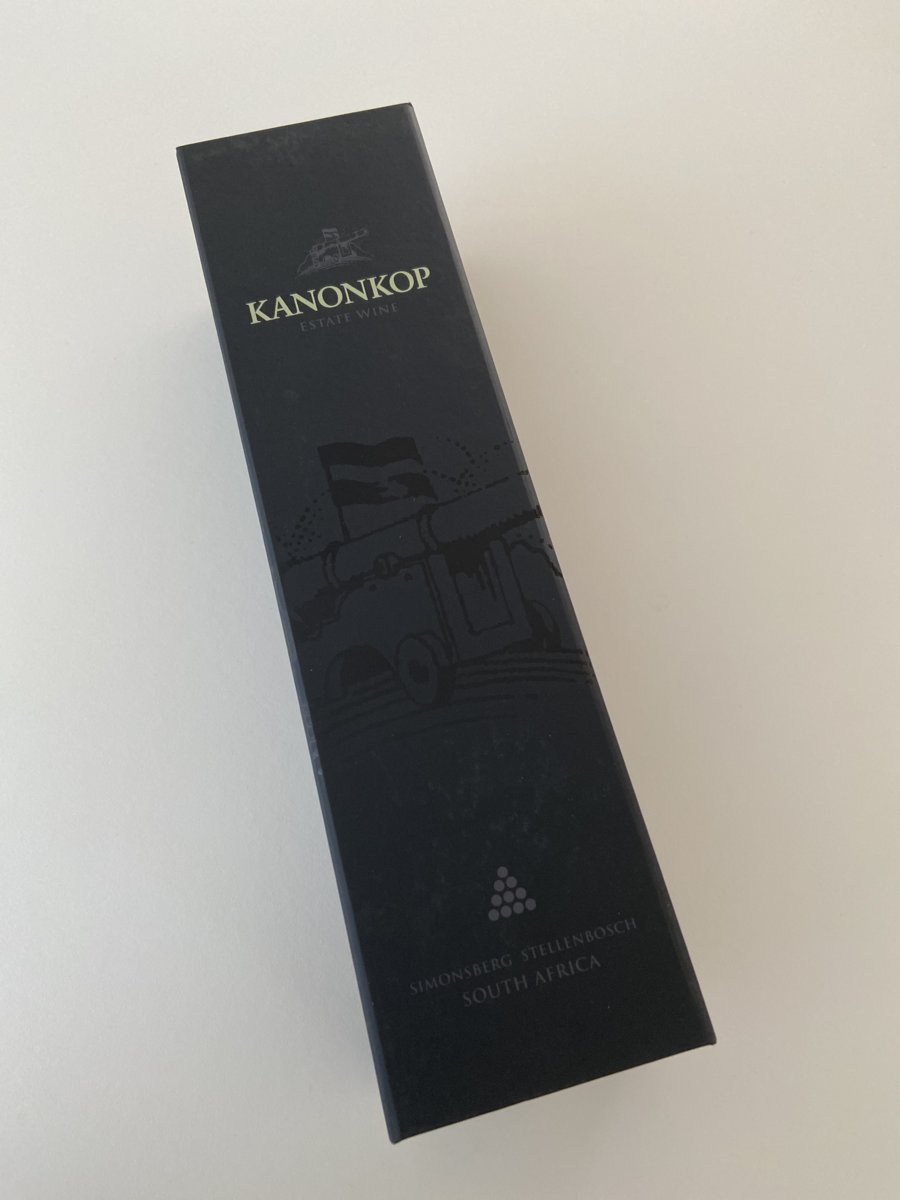 KANONKOP
ESTATE WINE
SIMONSBERG STELLENBOSCH
SOUTH AFRICA